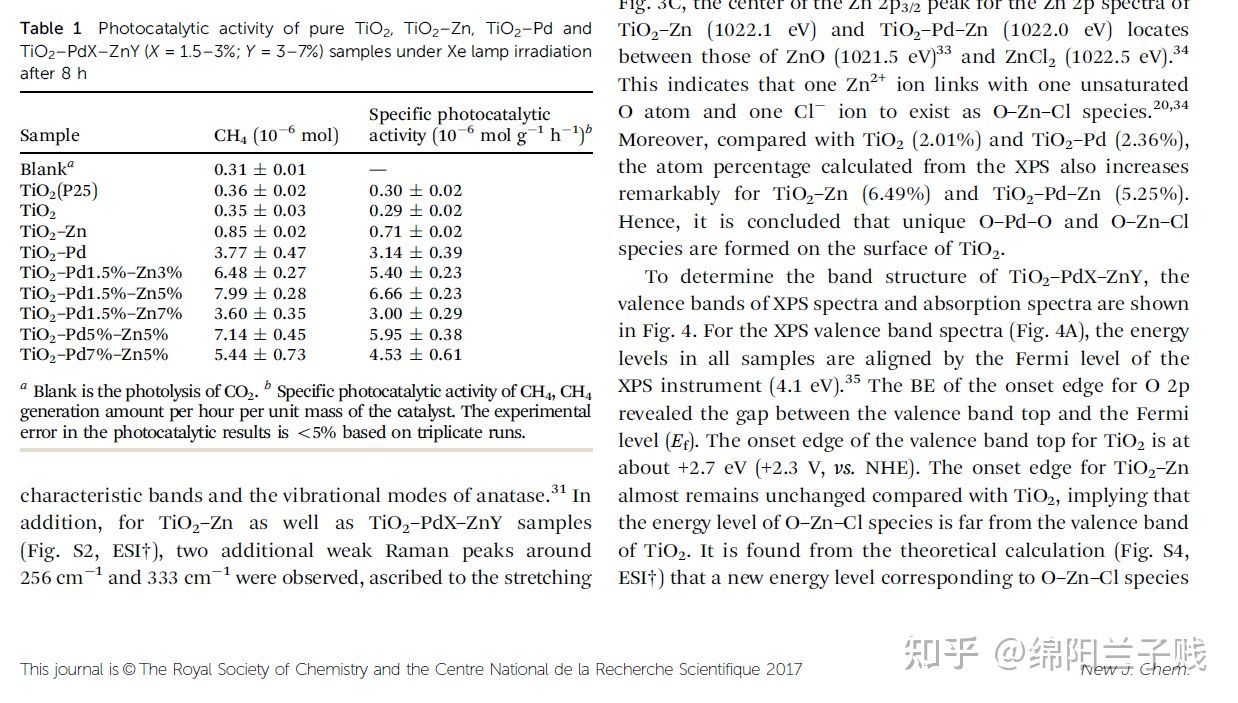 Table 1 Photocatalytic activity of pure TiO₂, TiO₂–Zn, TiO₂–Pd and
TiO₂–PdX–ZnY (X = 1.5–3%; Y = 3–7%) samples under Xe lamp irradiation
after 8 h
Specific photocatalytic
Sample CH₄ (10⁻⁶ mol) activity (10⁻⁶ mol g⁻¹ h⁻¹)ᵇ
Blankᵃ 0.31 ± 0.01 —
TiO₂(P25) 0.36 ± 0.02 0.30 ± 0.02
TiO₂ 0.35 ± 0.03 0.29 ± 0.02
TiO₂–Zn 0.85 ± 0.02 0.71 ± 0.02
TiO₂–Pd 3.77 ± 0.47 3.14 ± 0.39
TiO₂–Pd1.5%–Zn3% 6.48 ± 0.27 5.40 ± 0.23
TiO₂–Pd1.5%–Zn5% 7.99 ± 0.28 6.66 ± 0.23
TiO₂–Pd1.5%–Zn7% 3.60 ± 0.35 3.00 ± 0.29
TiO₂–Pd5%–Zn5% 7.14 ± 0.45 5.95 ± 0.38
TiO₂–Pd7%–Zn5% 5.44 ± 0.73 4.53 ± 0.61
ᵃ Blank is the photolysis of CO₂. ᵇ Specific photocatalytic activity of CH₄, CH₄
generation amount per hour per unit mass of the catalyst. The experimental
error in the photocatalytic results is <5% based on triplicate runs.
characteristic bands and the vibrational modes of anatase.³¹ In
addition, for TiO₂–Zn as well as TiO₂–PdX–ZnY samples
(Fig. S2, ESI†), two additional weak Raman peaks around
256 cm⁻¹ and 333 cm⁻¹ were observed, ascribed to the stretching
Fig. 3C, the center of the Zn 2p₃/₂ peak for the Zn 2p spectra of
TiO₂–Zn (1022.1 eV) and TiO₂–Pd–Zn (1022.0 eV) locates
between those of ZnO (1021.5 eV)³³ and ZnCl₂ (1022.5 eV).³⁴
This indicates that one Zn²⁺ ion links with one unsaturated
O atom and one Cl⁻ ion to exist as O–Zn–Cl species.²⁰,³⁴
Moreover, compared with TiO₂ (2.01%) and TiO₂–Pd (2.36%),
the atom percentage calculated from the XPS also increases
remarkably for TiO₂–Zn (6.49%) and TiO₂–Pd–Zn (5.25%).
Hence, it is concluded that unique O–Pd–O and O–Zn–Cl
species are formed on the surface of TiO₂.
To determine the band structure of TiO₂–PdX–ZnY, the
valence bands of XPS spectra and absorption spectra are shown
in Fig. 4. For the XPS valence band spectra (Fig. 4A), the energy
levels in all samples are aligned by the Fermi level of the
XPS instrument (4.1 eV).³⁵ The BE of the onset edge for O 2p
revealed the gap between the valence band top and the Fermi
level (E_f). The onset edge of the valence band top for TiO₂ is at
about +2.7 eV (+2.3 V, vs. NHE). The onset edge for TiO₂–Zn
almost remains unchanged compared with TiO₂, implying that
the energy level of O–Zn–Cl species is far from the valence band
of TiO₂. It is found from the theoretical calculation (Fig. S4,
ESI†) that a new energy level corresponding to O–Zn–Cl species
This journal is © The Royal Society of Chemistry and the Centre National de la Recherche Scientifique 2017
New J. Chem.
知乎 @绵阳兰子贱